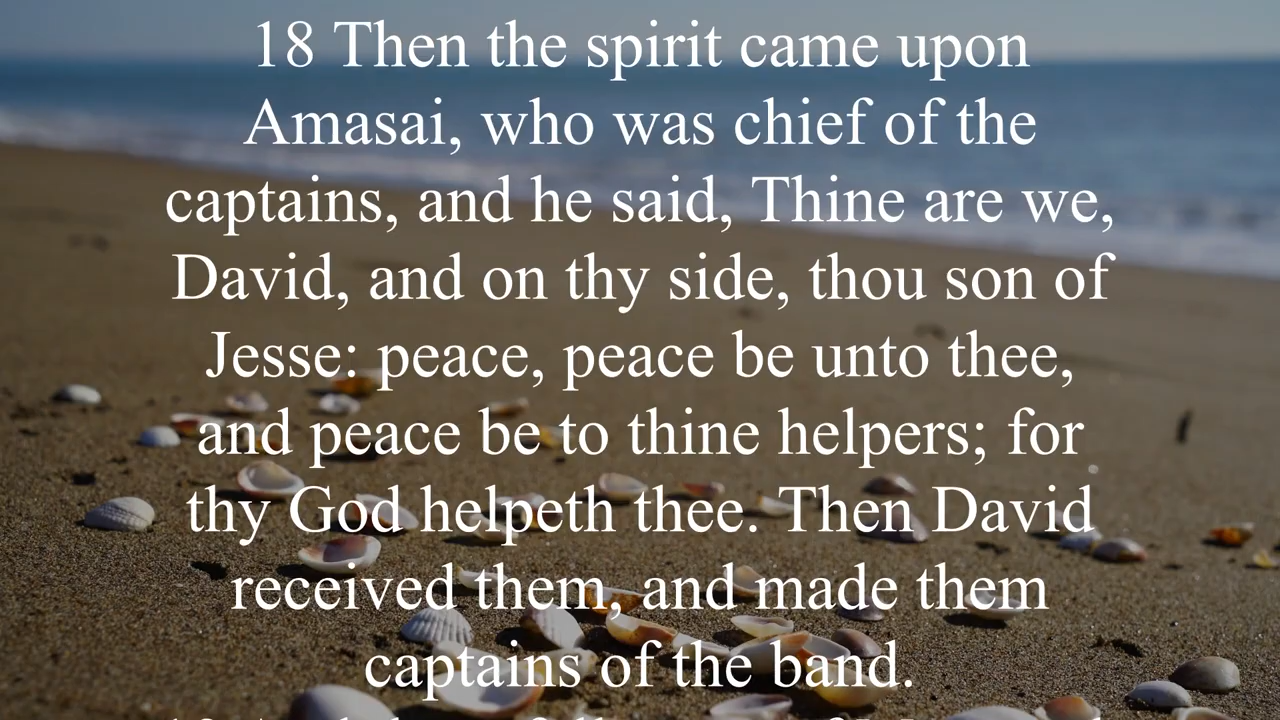 18 Then the spirit came upon
Amasai, who was chief of the
captains, and he said, Thine are we,
David, and on thy side, thou son of
Jesse: peace, peace be unto thee,
and peace be to thine helpers; for
thy God helpeth thee. Then David
received them, and made them
captains of the band.